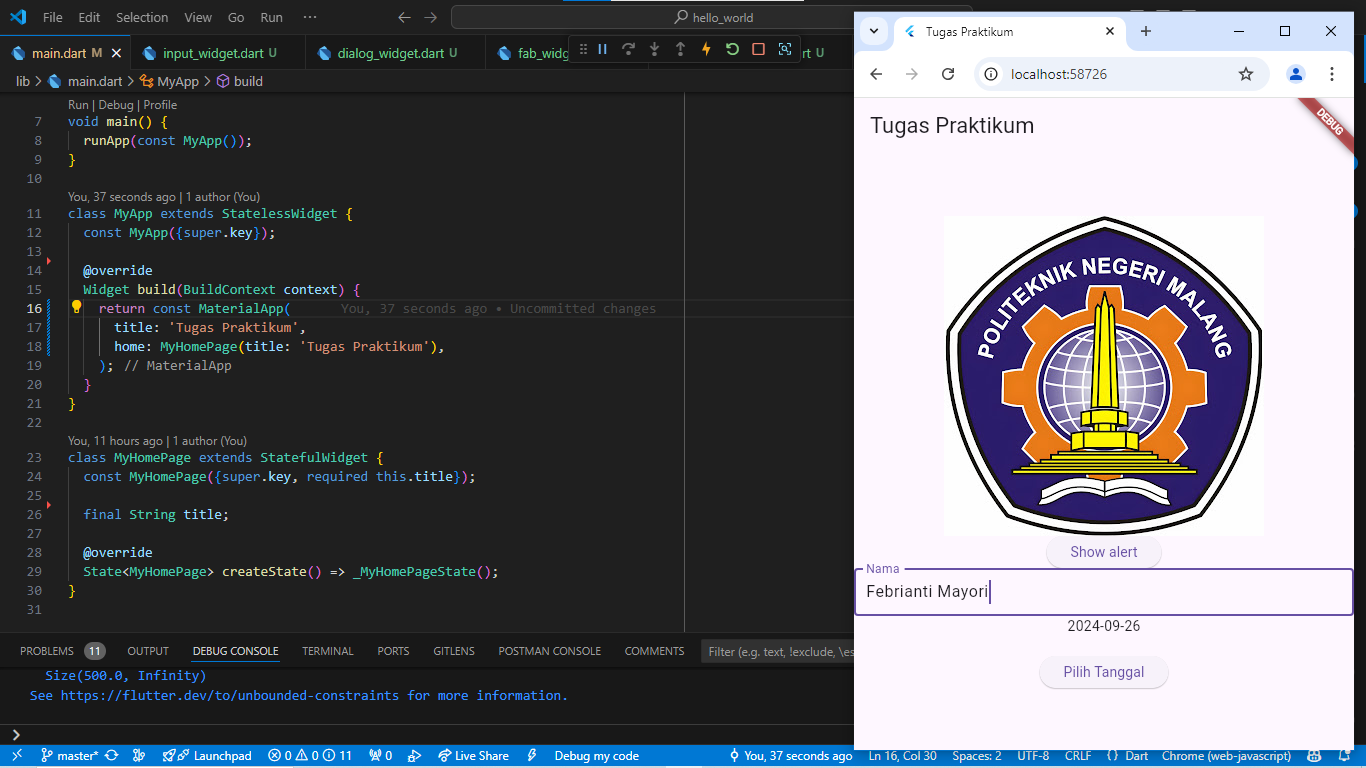 File Edit Selection View Go Run ···
hello_world
main.dart M
input_widget.dart U
dialog_widget.dart U
fab_widg
rt U
lib > main.dart > MyApp > build
Run | Debug | Profile
7 void main() {
8 runApp(const MyApp());
9 }
10
You, 37 seconds ago | 1 author (You)
11 class MyApp extends StatelessWidget {
12 const MyApp({super.key});
13
14 @override
15 Widget build(BuildContext context) {
16 return const MaterialApp( You, 37 seconds ago • Uncommitted changes
17 title: 'Tugas Praktikum',
18 home: MyHomePage(title: 'Tugas Praktikum'),
19 ); // MaterialApp
20 }
21 }
22
You, 11 hours ago | 1 author (You)
23 class MyHomePage extends StatefulWidget {
24 const MyHomePage({super.key, required this.title});
25
26 final String title;
27
28 @override
29 State<MyHomePage> createState() => _MyHomePageState();
30 }
31
PROBLEMS 11 OUTPUT DEBUG CONSOLE TERMINAL PORTS GITLENS POSTMAN CONSOLE COMMENTS Filter (e.g. text, !exclude, \es
Size(500.0, Infinity)
See https://flutter.dev/to/unbounded-constraints for more information.
>
master* Launchpad 0 0 11 0 Live Share Debug my code You, 37 seconds ago Ln 16, Col 30 Spaces: 2 UTF-8 CRLF {} Dart Chrome (web-javascript)
Tugas Praktikum
localhost:58726
Tugas Praktikum
DEBUG
POLITEKNIK NEGERI MALANG
Show alert
Nama
Febrianti Mayori
2024-09-26
Pilih Tanggal